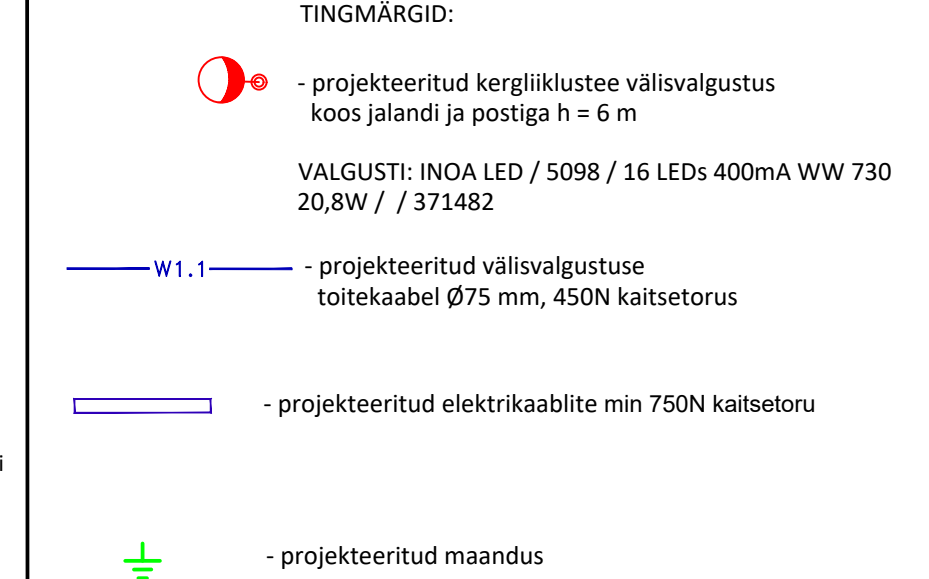 TINGMÄRGID:
- projekteeritud kergliiklustee välisvalgustus
koos jalandi ja postiga h = 6 m
VALGUSTI: INOA LED / 5098 / 16 LEDs 400mA WW 730
20,8W / / 371482
W1.1
- projekteeritud välisvalgustuse
toitekaabel Ø75 mm, 450N kaitsetorus
- projekteeritud elektrikaablite min 750N kaitsetoru
i
- projekteeritud maandus